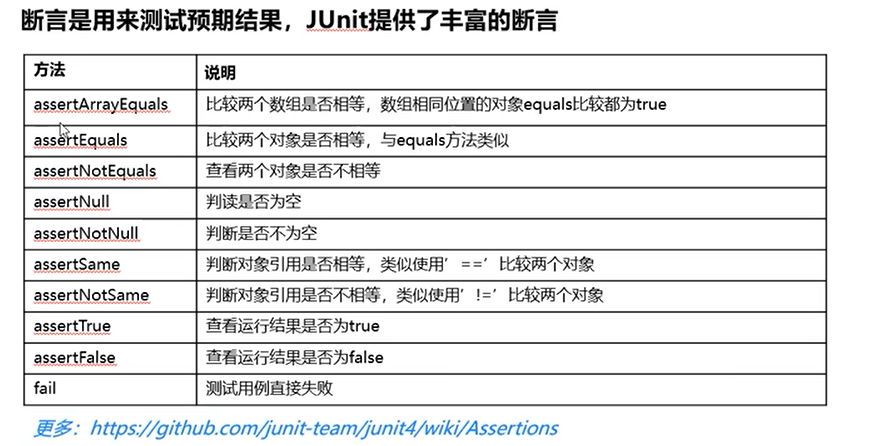 断言是用来测试预期结果，JUnit提供了丰富的断言
方法 说明
assertArrayEquals 比较两个数组是否相等，数组相同位置的对象equals比较都为true
assertEquals 比较两个对象是否相等，与equals方法类似
assertNotEquals 查看两个对象是否不相等
assertNull 判读是否为空
assertNotNull 判断是否不为空
assertSame 判断对象引用是否相等，类似使用’==’比较两个对象
assertNotSame 判断对象引用是否不相等，类似使用’!=’比较两个对象
assertTrue 查看运行结果是否为true
assertFalse 查看运行结果是否为false
fail 测试用例直接失败
更多：https://github.com/junit-team/junit4/wiki/Assertions